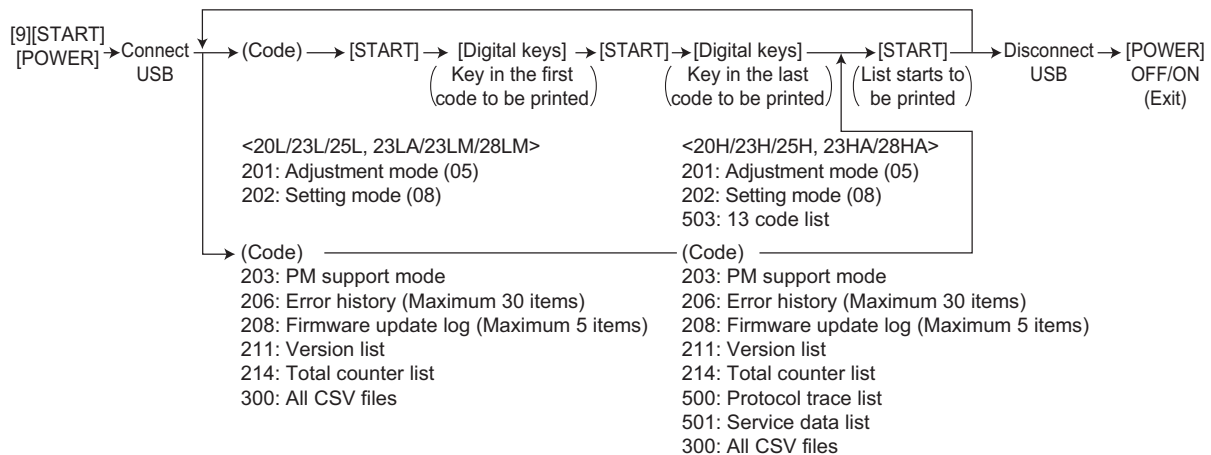 [9][START]
[POWER]
Connect
USB
(Code)
[START]
[Digital keys]
Key in the first
code to be printed
[START]
[Digital keys]
Key in the last
code to be printed
[START]
List starts to
be printed
Disconnect
USB
[POWER]
OFF/ON
(Exit)
<20L/23L/25L, 23LA/23LM/28LM>
201: Adjustment mode (05)
202: Setting mode (08)
<20H/23H/25H, 23HA/28HA>
201: Adjustment mode (05)
202: Setting mode (08)
503: 13 code list
(Code)
203: PM support mode
206: Error history (Maximum 30 items)
208: Firmware update log (Maximum 5 items)
211: Version list
214: Total counter list
300: All CSV files
(Code)
203: PM support mode
206: Error history (Maximum 30 items)
208: Firmware update log (Maximum 5 items)
211: Version list
214: Total counter list
500: Protocol trace list
501: Service data list
300: All CSV files